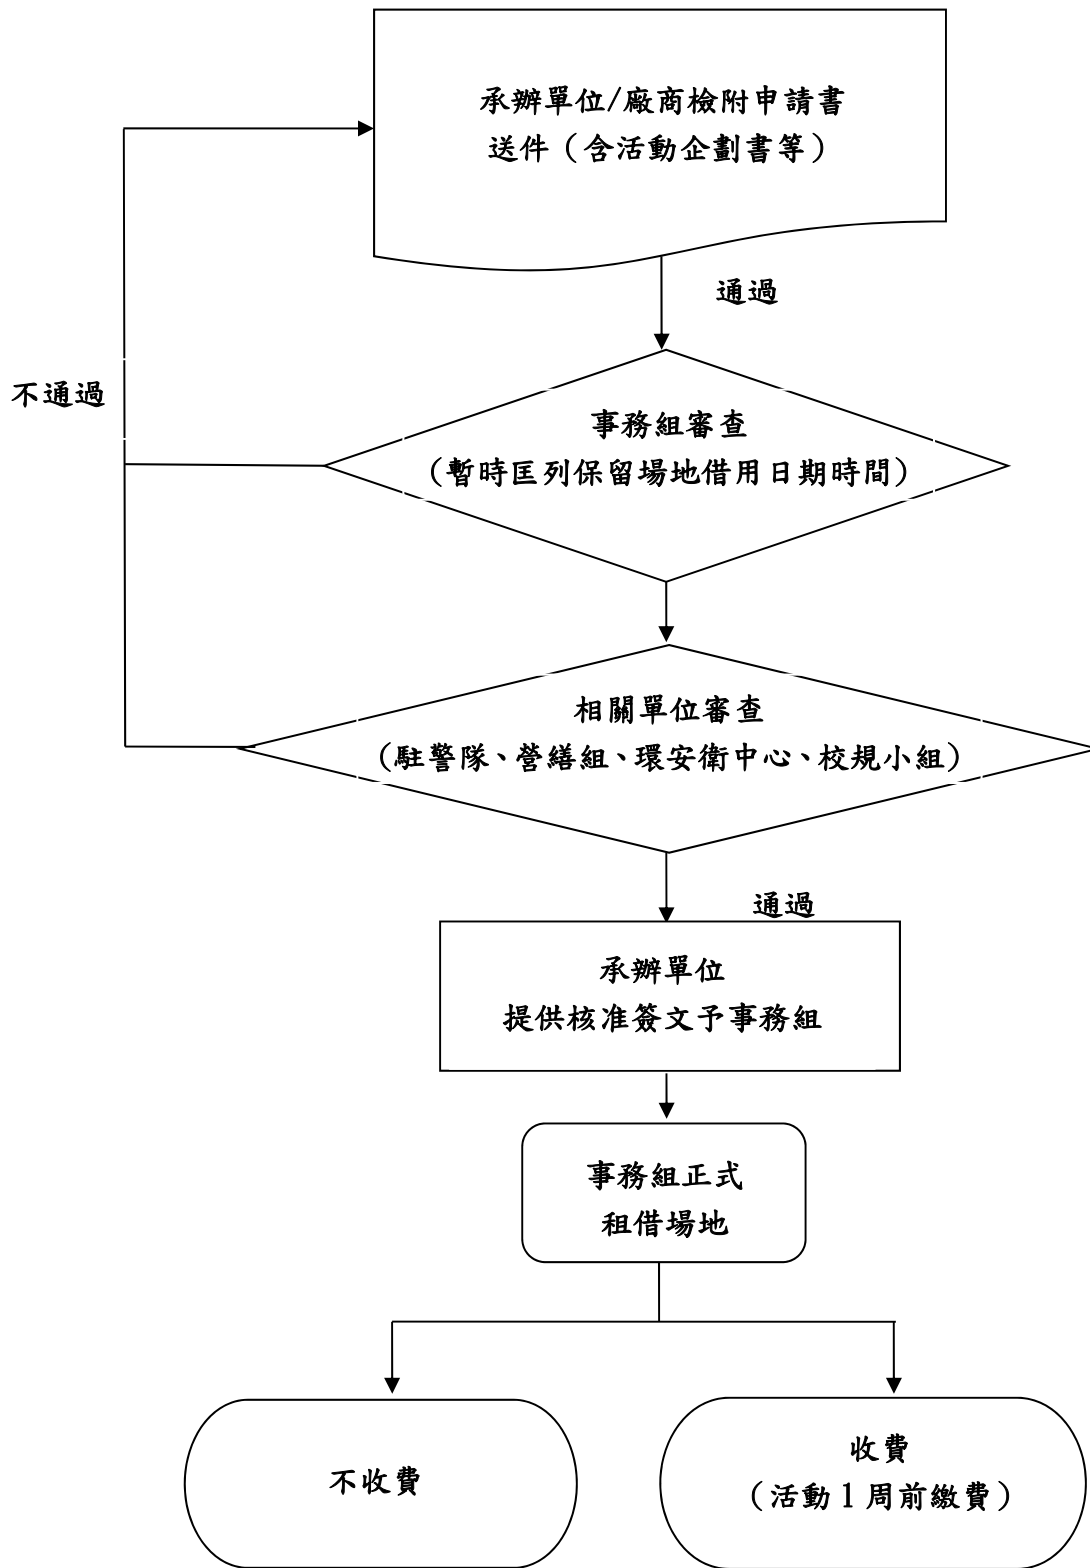 承辦單位/廠商檢附申請書
送件（含活動企劃書等）
通過
不通過
事務組審查
（暫時匡列保留場地借用日期時間）
相關單位審查
（駐警隊、營繕組、環安衛中心、校規小組）
通過
承辦單位
提供核准簽文予事務組
事務組正式
租借場地
不收費
收費
（活動1周前繳費）